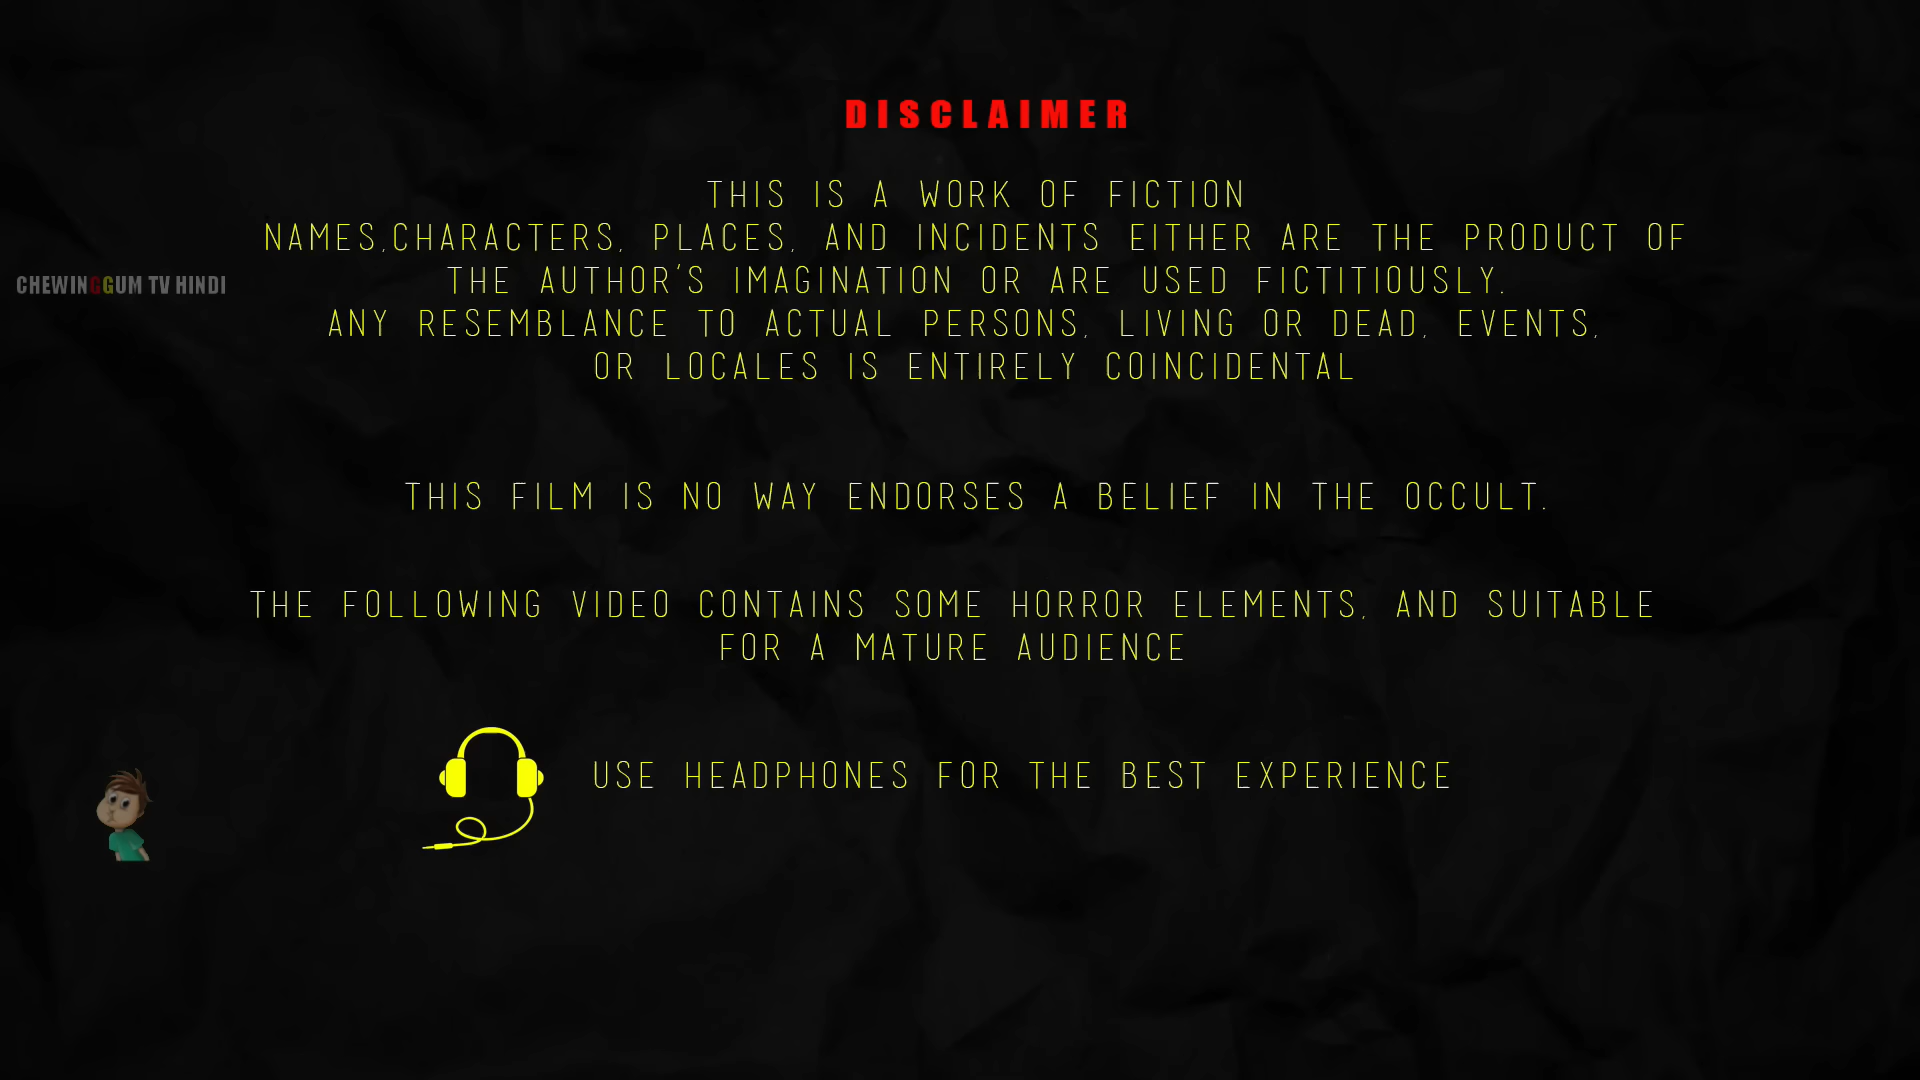 DISCLAIMER
THIS IS A WORK OF FICTION
NAMES,CHARACTERS, PLACES, AND INCIDENTS EITHER ARE THE PRODUCT OF
THE AUTHOR'S IMAGINATION OR ARE USED FICTITIOUSLY.
CHEWINGGUM TV HINDI
ANY RESEMBLANCE TO ACTUAL PERSONS, LIVING OR DEAD, EVENTS,
OR LOCALES IS ENTIRELY COINCIDENTAL
THIS FILM IS NO WAY ENDORSES A BELIEF IN THE OCCULT.
THE FOLLOWING VIDEO CONTAINS SOME HORROR ELEMENTS, AND SUITABLE
FOR A MATURE AUDIENCE
USE HEADPHONES FOR THE BEST EXPERIENCE